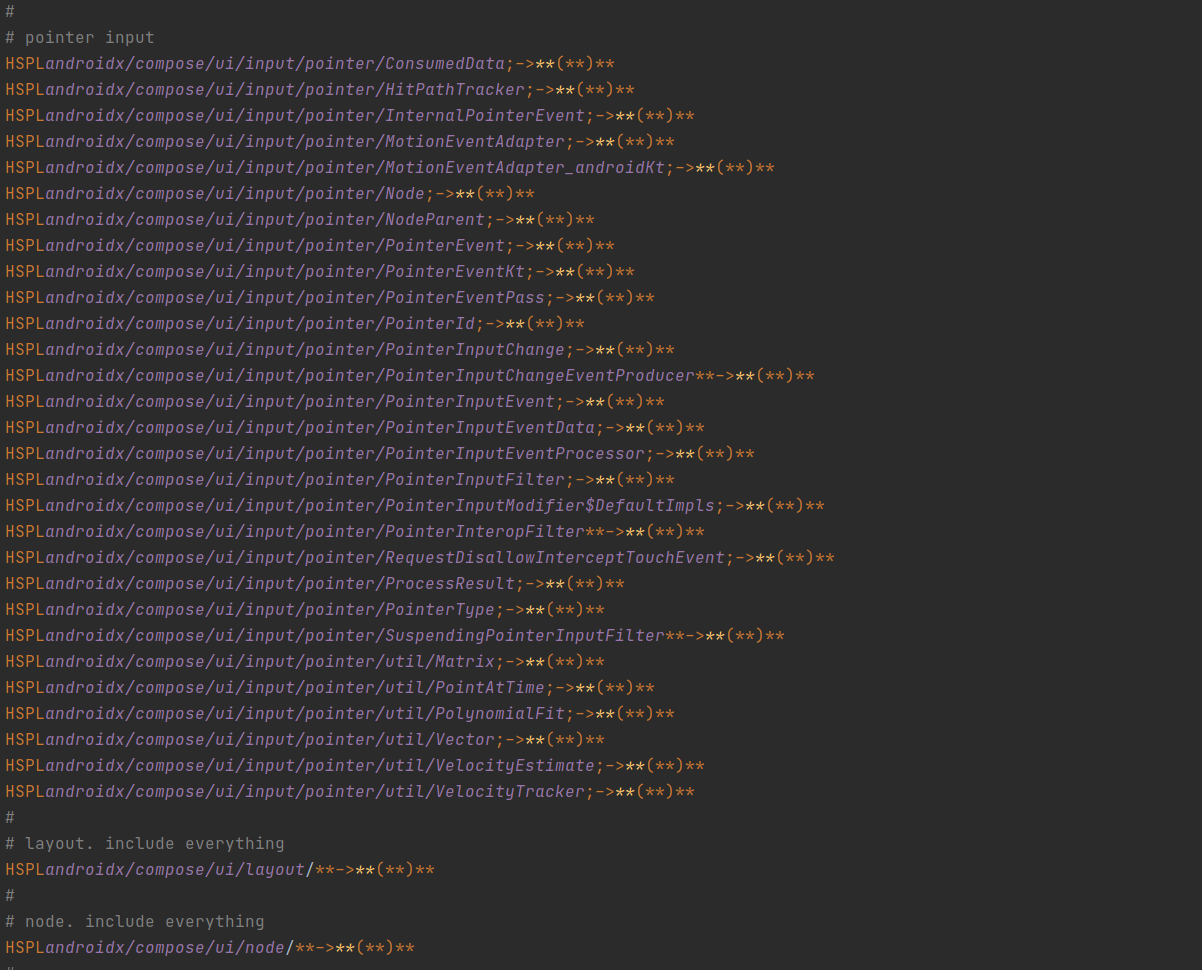 #
# pointer input
HSPLandroidx/compose/ui/input/pointer/ConsumedData;->**(**)**
HSPLandroidx/compose/ui/input/pointer/HitPathTracker;->**(**)**
HSPLandroidx/compose/ui/input/pointer/InternalPointerEvent;->**(**)**
HSPLandroidx/compose/ui/input/pointer/MotionEventAdapter;->**(**)**
HSPLandroidx/compose/ui/input/pointer/MotionEventAdapter_androidKt;->**(**)**
HSPLandroidx/compose/ui/input/pointer/Node;->**(**)**
HSPLandroidx/compose/ui/input/pointer/NodeParent;->**(**)**
HSPLandroidx/compose/ui/input/pointer/PointerEvent;->**(**)**
HSPLandroidx/compose/ui/input/pointer/PointerEventKt;->**(**)**
HSPLandroidx/compose/ui/input/pointer/PointerEventPass;->**(**)**
HSPLandroidx/compose/ui/input/pointer/PointerId;->**(**)**
HSPLandroidx/compose/ui/input/pointer/PointerInputChange;->**(**)**
HSPLandroidx/compose/ui/input/pointer/PointerInputChangeEventProducer**->**(**)**
HSPLandroidx/compose/ui/input/pointer/PointerInputEvent;->**(**)**
HSPLandroidx/compose/ui/input/pointer/PointerInputEventData;->**(**)**
HSPLandroidx/compose/ui/input/pointer/PointerInputEventProcessor;->**(**)**
HSPLandroidx/compose/ui/input/pointer/PointerInputFilter;->**(**)**
HSPLandroidx/compose/ui/input/pointer/PointerInputModifier$DefaultImpls;->**(**)**
HSPLandroidx/compose/ui/input/pointer/PointerInteropFilter**->**(**)**
HSPLandroidx/compose/ui/input/pointer/RequestDisallowInterceptTouchEvent;->**(**)**
HSPLandroidx/compose/ui/input/pointer/ProcessResult;->**(**)**
HSPLandroidx/compose/ui/input/pointer/PointerType;->**(**)**
HSPLandroidx/compose/ui/input/pointer/SuspendingPointerInputFilter**->**(**)**
HSPLandroidx/compose/ui/input/pointer/util/Matrix;->**(**)**
HSPLandroidx/compose/ui/input/pointer/util/PointAtTime;->**(**)**
HSPLandroidx/compose/ui/input/pointer/util/PolynomialFit;->**(**)**
HSPLandroidx/compose/ui/input/pointer/util/Vector;->**(**)**
HSPLandroidx/compose/ui/input/pointer/util/VelocityEstimate;->**(**)**
HSPLandroidx/compose/ui/input/pointer/util/VelocityTracker;->**(**)**
#
# layout. include everything
HSPLandroidx/compose/ui/layout/**->**(**)**
#
# node. include everything
HSPLandroidx/compose/ui/node/**->**(**)**